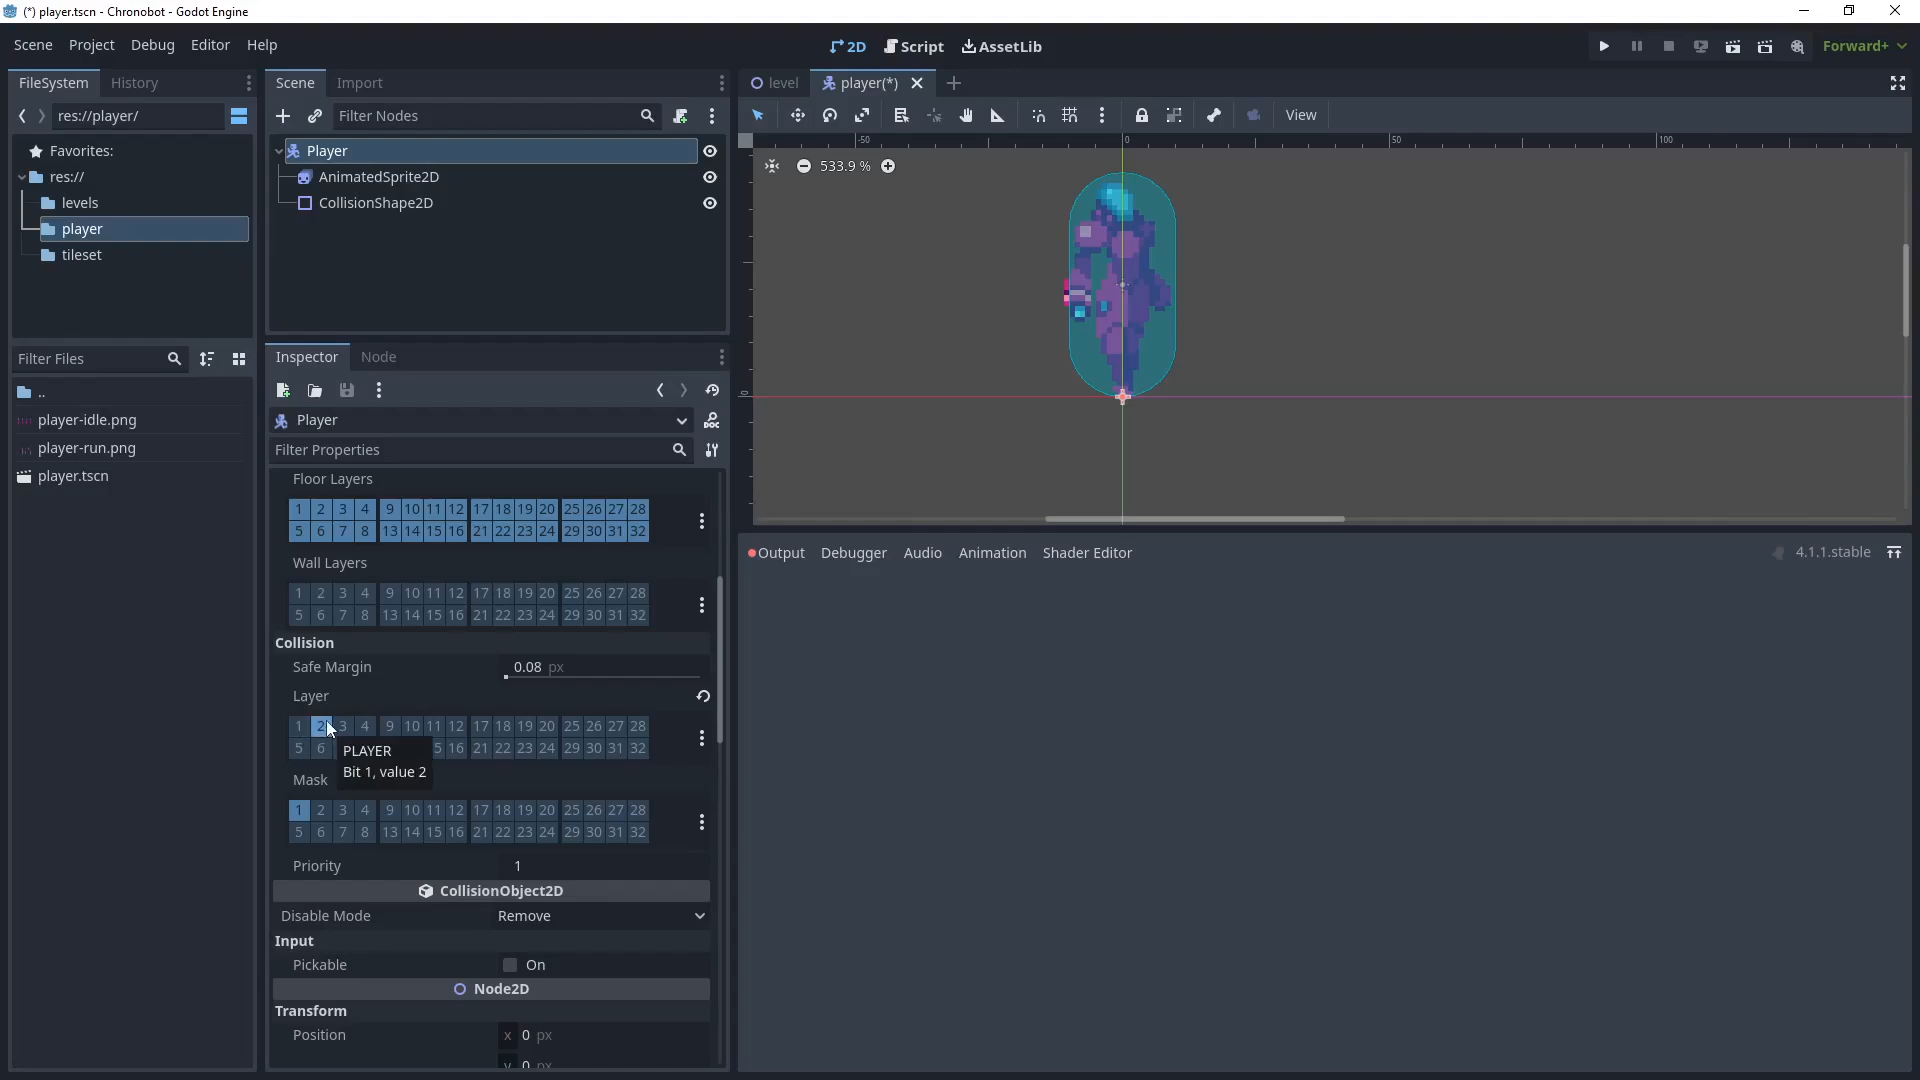 (*) player.tscn - Chronobot - Godot Engine
Scene Project Debug Editor Help
2D Script AssetLib
Forward+
FileSystem History
res://player/
Favorites:
res://
levels
player
tileset
Filter Files
..
player-idle.png
player-run.png
player.tscn
Scene Import
Filter Nodes
Player
AnimatedSprite2D
CollisionShape2D
Inspector Node
Player
DOC
Filter Properties
Floor Layers
1 2 3 4 9 10 11 12 17 18 19 20 25 26 27 28
5 6 7 8 13 14 15 16 21 22 23 24 29 30 31 32
Wall Layers
1 2 3 4 9 10 11 12 17 18 19 20 25 26 27 28
5 6 7 8 13 14 15 16 21 22 23 24 29 30 31 32
Collision
Safe Margin 0.08 px
Layer
1 2 3 4 9 10 11 12 17 18 19 20 25 26 27 28
5 6 5 16 21 22 23 24 29 30 31 32
PLAYER
Bit 1, value 2
Mask
1 2 3 4 9 10 11 12 17 18 19 20 25 26 27 28
5 6 7 8 13 14 15 16 21 22 23 24 29 30 31 32
Priority 1
CollisionObject2D
Disable Mode Remove
Input
Pickable On
Node2D
Transform
Position x 0 px
y 0 px
level player(*)
View
-50 0 50 100
533.9 %
0
Output Debugger Audio Animation Shader Editor
4.1.1.stable